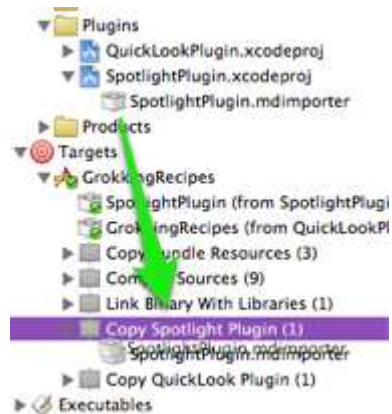 Plugins
QuickLookPlugin.xcodeproj
SpotlightPlugin.xcodeproj
SpotlightPlugin.mdimporter
Products
Targets
GrokkingRecipes
SpotlightPlugin (from SpotlightPlugi
GrokkingRecipes (from QuickLookPl
Copy Bundle Resources (3)
Compile Sources (9)
Link Binary With Libraries (1)
Copy Spotlight Plugin (1)
SpotlightPlugin.mdimporter
SpotlightPlugin.mdimporter
Copy QuickLook Plugin (1)
Executables